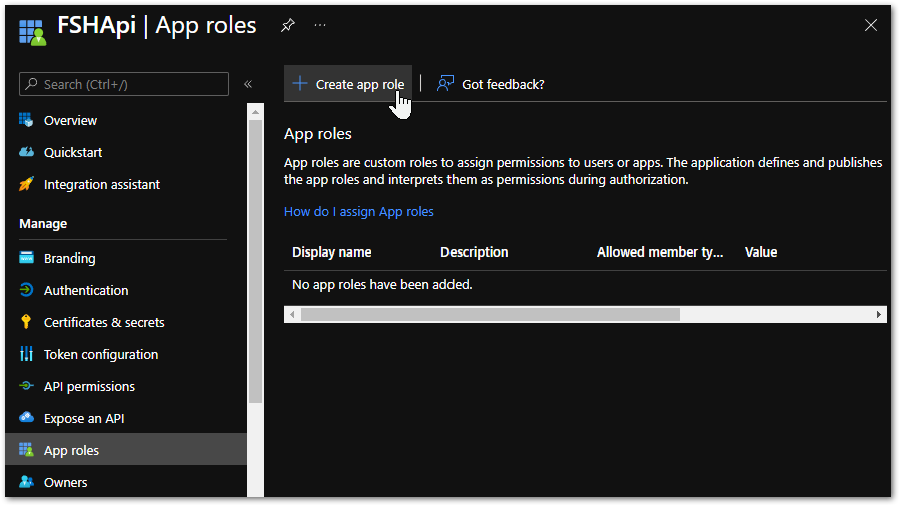 FSHApi | App roles
Search (Ctrl+/)
«
Overview
Quickstart
Integration assistant
Manage
Branding
Authentication
Certificates & secrets
Token configuration
API permissions
Expose an API
App roles
Owners
Create app role
Got feedback?
App roles
App roles are custom roles to assign permissions to users or apps. The application defines and publishes
the app roles and interprets them as permissions during authorization.
How do I assign App roles
Display name Description Allowed member ty... Value
No app roles have been added.